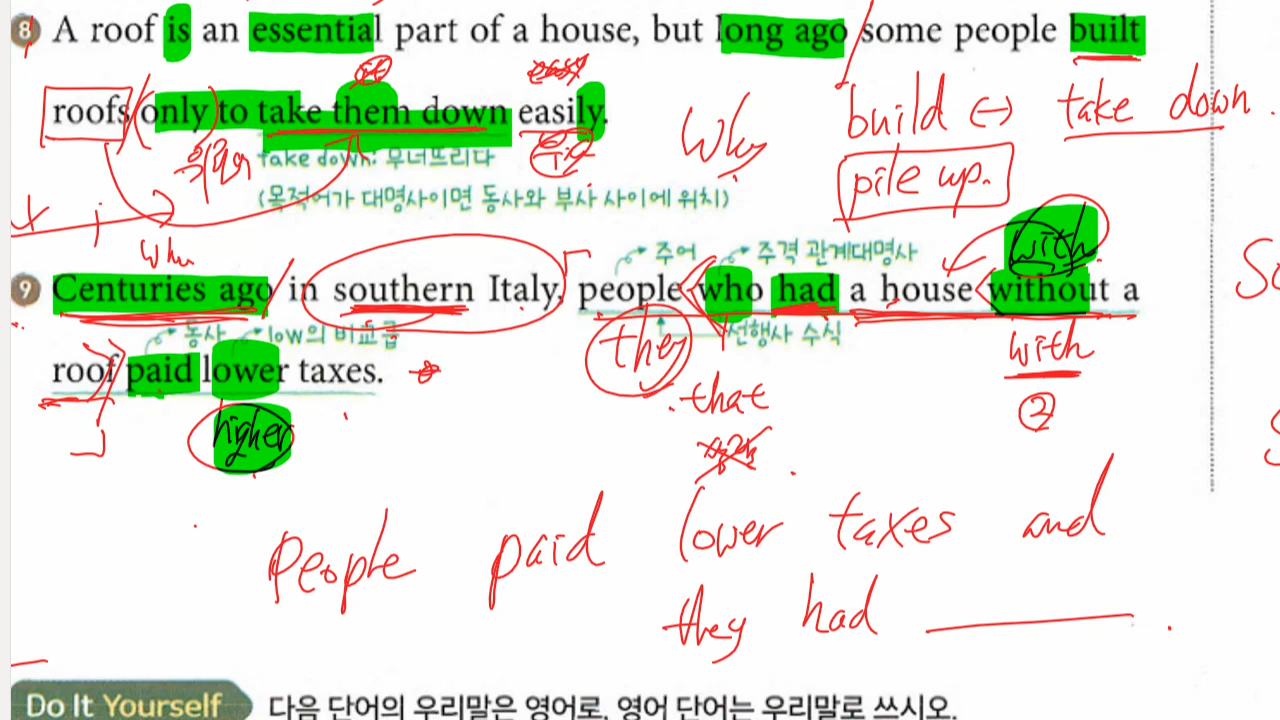 8 A roof is an essential part of a house, but long ago some people built
roofs only to take them down easily.
Why build ↔ take down.
take down: 무너뜨리다
pile up.
(목적어가 대명사이면 동사와 부사 사이에 위치)
with
주어 주격 관계대명사
9 Centuries ago in southern Italy, people who had a house without a
동사 low의 비교급 they 선행사 수식 with
roof paid lower taxes.
that ②
higher
People paid lower taxes and
they had
Do It Yourself 다음 단어의 우리말은 영어로, 영어 단어는 우리말로 쓰시오.